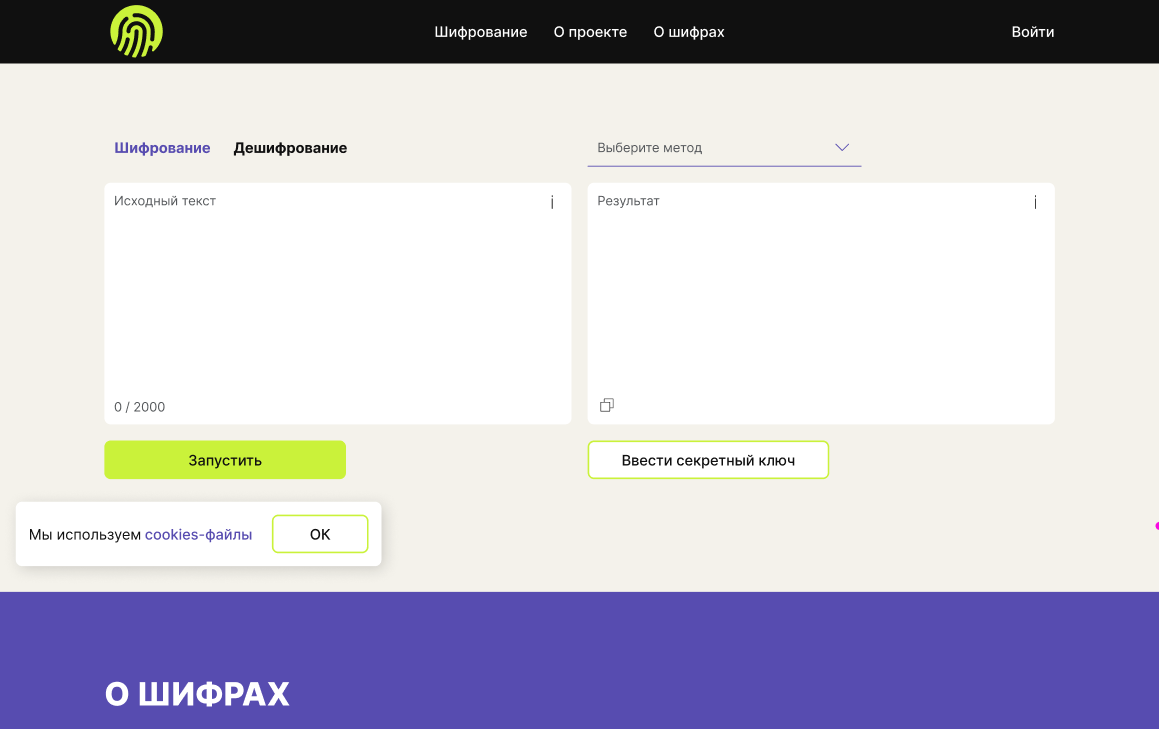 Шифрование О проекте О шифрах Войти
Шифрование Дешифрование Выберите метод
Исходный текст i Результат i
0 / 2000
Запустить Ввести секретный ключ
Мы используем cookies-файлы ОК
О ШИФРАХ